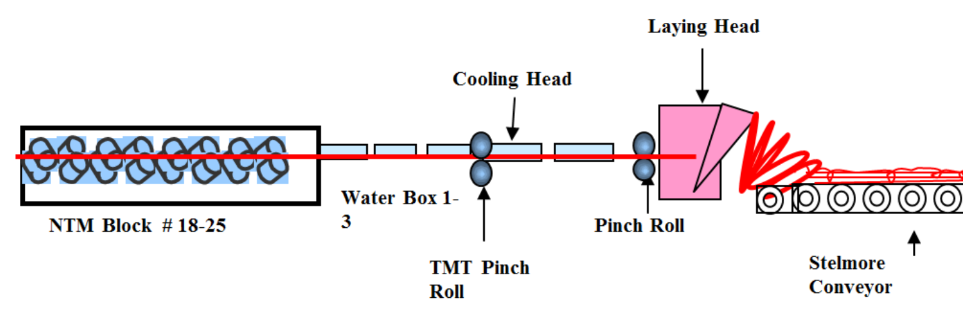 Laying Head
Cooling Head
NTM Block # 18-25
Water Box 1-
3
TMT Pinch
Roll
Pinch Roll
Stelmore
Conveyor